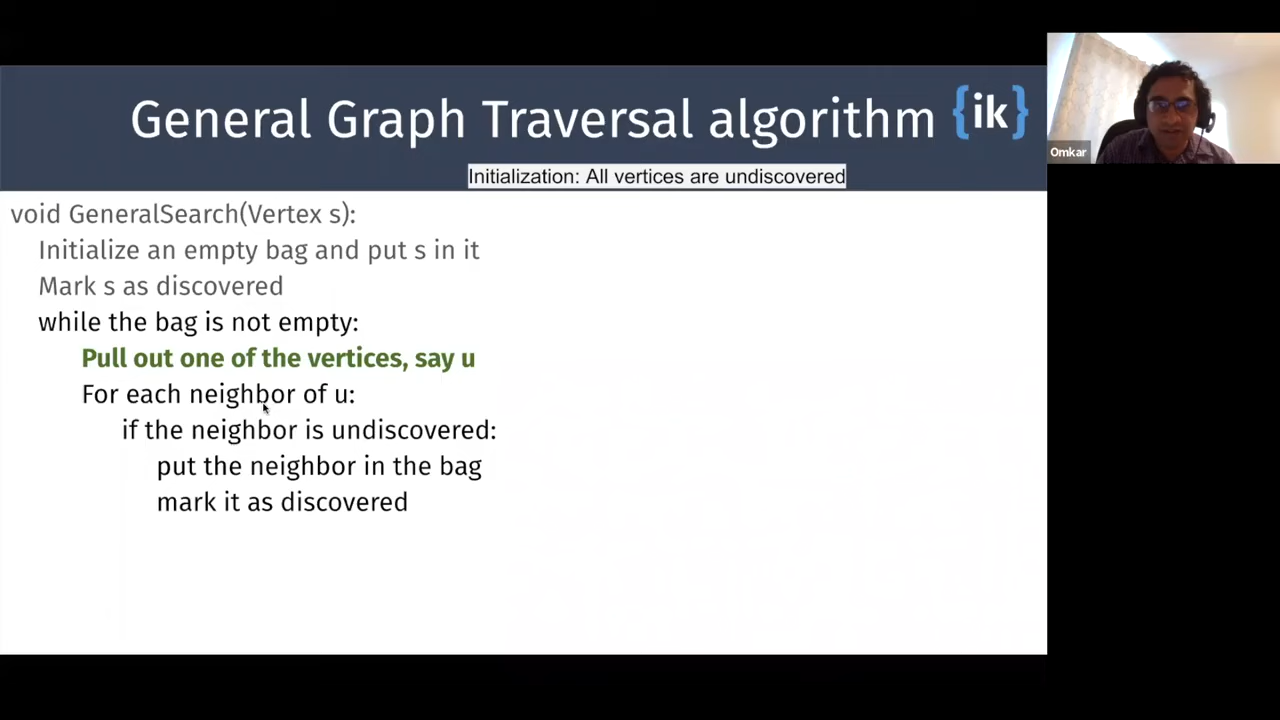 General Graph Traversal algorithm {ik}
Initialization: All vertices are undiscovered
Omkar
void GeneralSearch(Vertex s):
Initialize an empty bag and put s in it
Mark s as discovered
while the bag is not empty:
Pull out one of the vertices, say u
For each neighbor of u:
if the neighbor is undiscovered:
put the neighbor in the bag
mark it as discovered